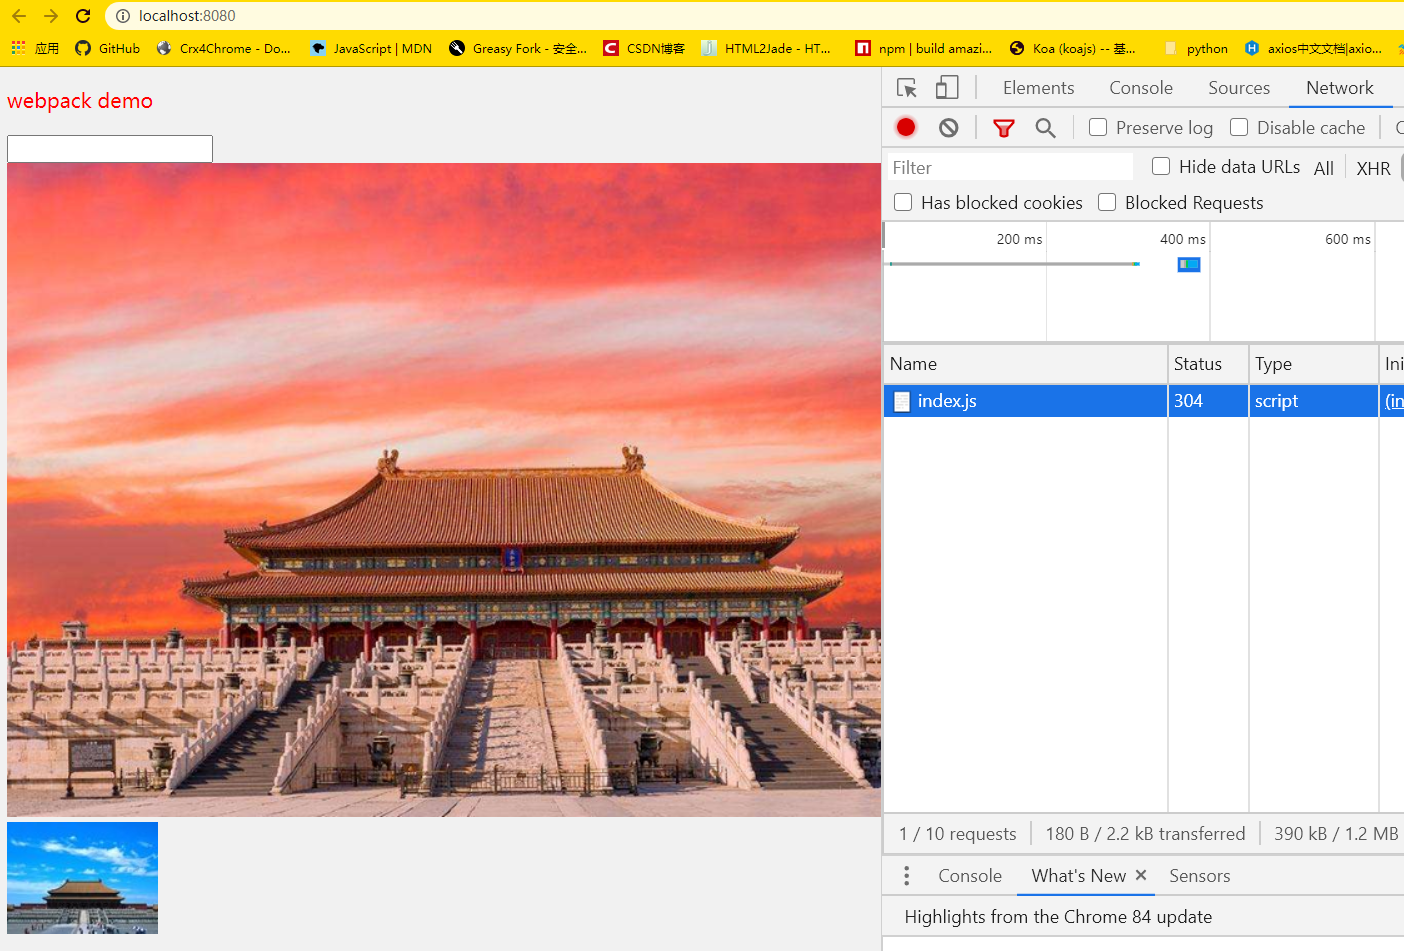 localhost:8080
应用 GitHub Crx4Chrome - Do... JavaScript | MDN Greasy Fork - 安全... CSDN博客 HTML2Jade - HT... npm | build amazi... Koa (koajs) -- 基... python axios中文文档|axio...
webpack demo
Elements Console Sources Network
Preserve log Disable cache
Filter Hide data URLs All XHR
Has blocked cookies Blocked Requests
200 ms 400 ms 600 ms
Name Status Type Ini
index.js 304 script (in
1 / 10 requests 180 B / 2.2 kB transferred 390 kB / 1.2 MB
Console What's New × Sensors
Highlights from the Chrome 84 update